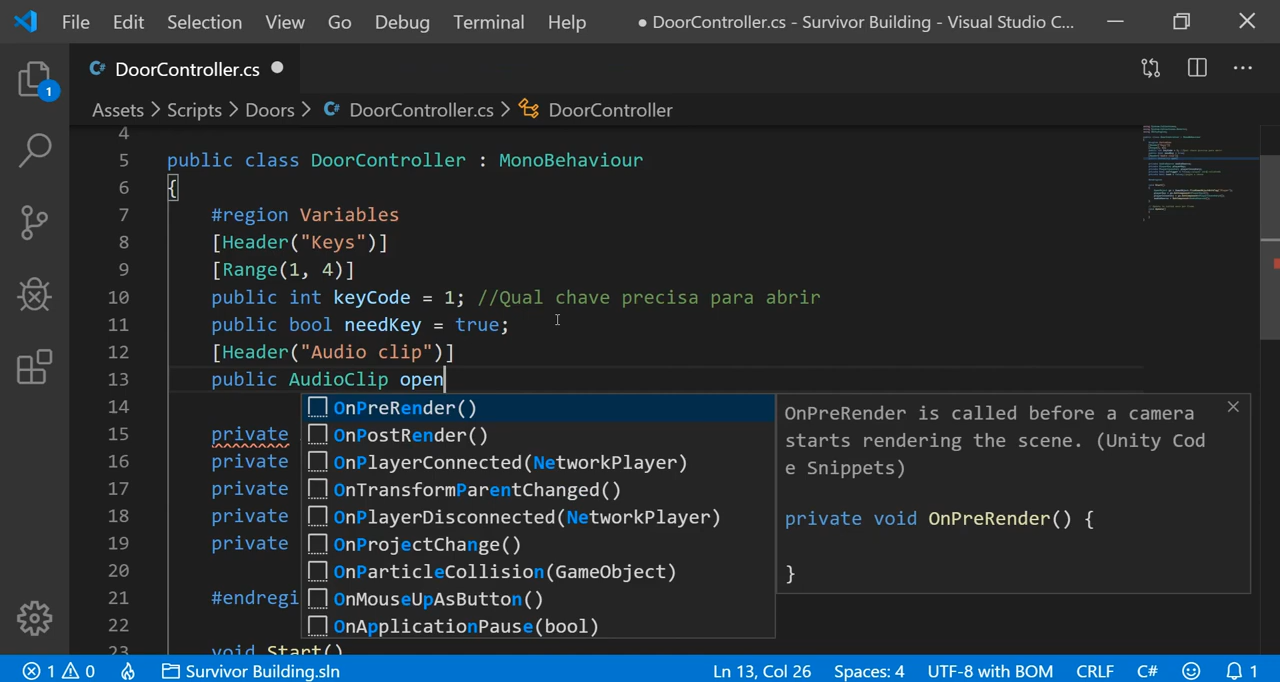 File Edit Selection View Go Debug Terminal Help ● DoorController.cs - Survivor Building - Visual Studio C...
DoorController.cs
Assets > Scripts > Doors > DoorController.cs > DoorController
4
5 public class DoorController : MonoBehaviour
6 {
7 #region Variables
8 [Header("Keys")]
9 [Range(1, 4)]
10 public int keyCode = 1; //Qual chave precisa para abrir
11 public bool needKey = true;
12 [Header("Audio clip")]
13 public AudioClip open
14 OnPreRender()
15 private OnPostRender()
16 private OnPlayerConnected(NetworkPlayer)
17 private OnTransformParentChanged()
18 private OnPlayerDisconnected(NetworkPlayer)
19 private OnProjectChange()
20 OnParticleCollision(GameObject)
21 #endregi OnMouseUpAsButton()
22 OnApplicationPause(bool)
23 void Start()
OnPreRender is called before a camera
starts rendering the scene. (Unity Cod
e Snippets)
private void OnPreRender() {
}
1
1 0 Survivor Building.sln Ln 13, Col 26 Spaces: 4 UTF-8 with BOM CRLF C# 1